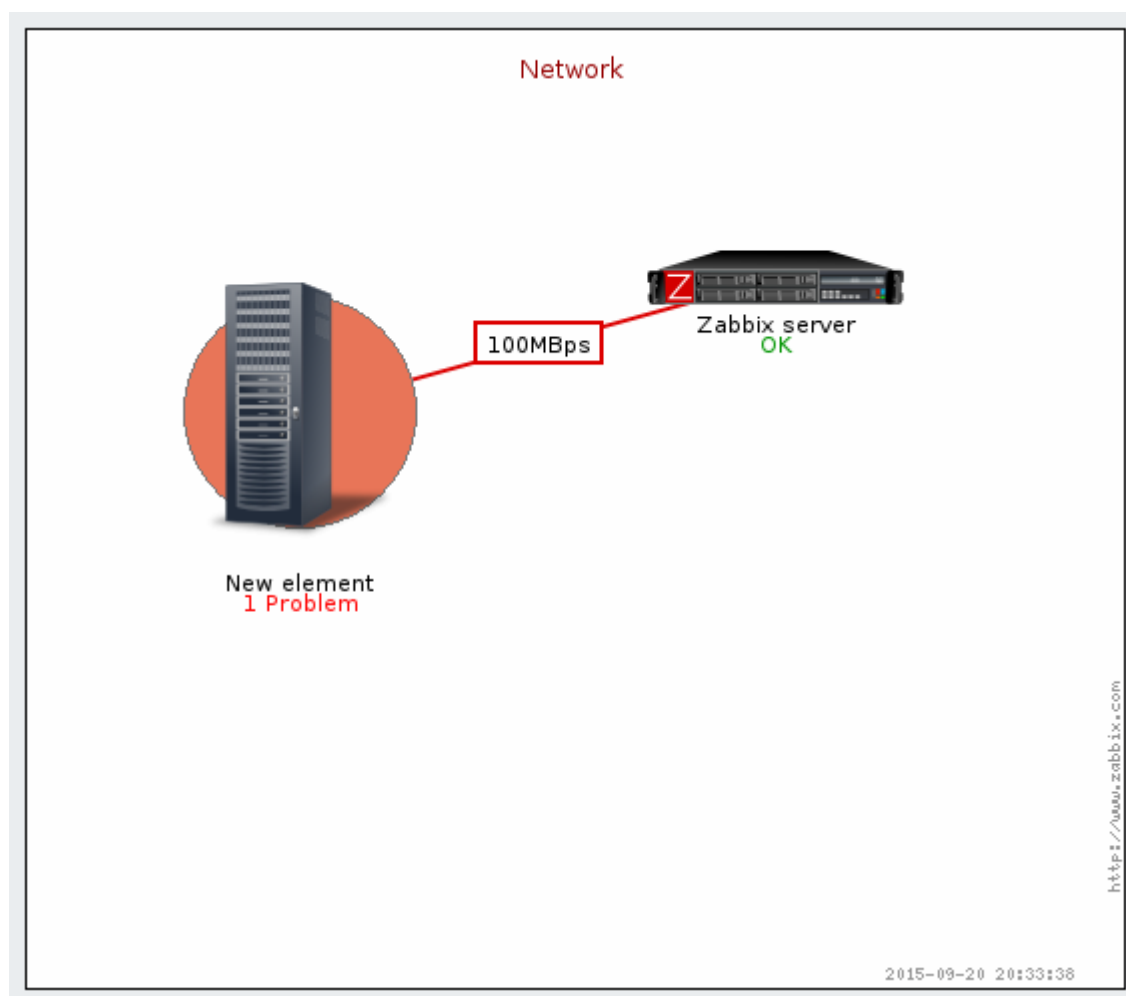 Network
Z
Zabbix server
OK
100MBps
New element
1 Problem
http://www.zabbix.com
2015-09-20 20:33:38